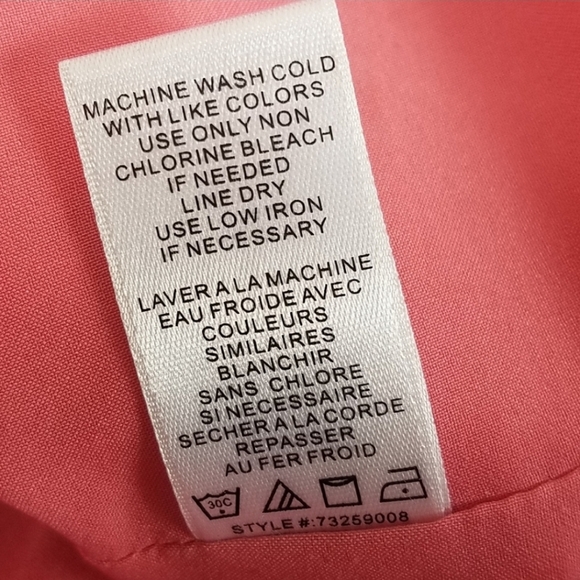 MACHINE WASH COLD
WITH LIKE COLORS
USE ONLY NON
CHLORINE BLEACH
IF NEEDED
LINE DRY
USE LOW IRON
IF NECESSARY
LAVER A LA MACHINE
EAU FROIDE AVEC
COULEURS
SIMILAIRES
BLANCHIR
SANS CHLORE
SI NECESSAIRE
SECHER A LA CORDE
REPASSER
AU FER FROID
30C
STYLE #:73259008